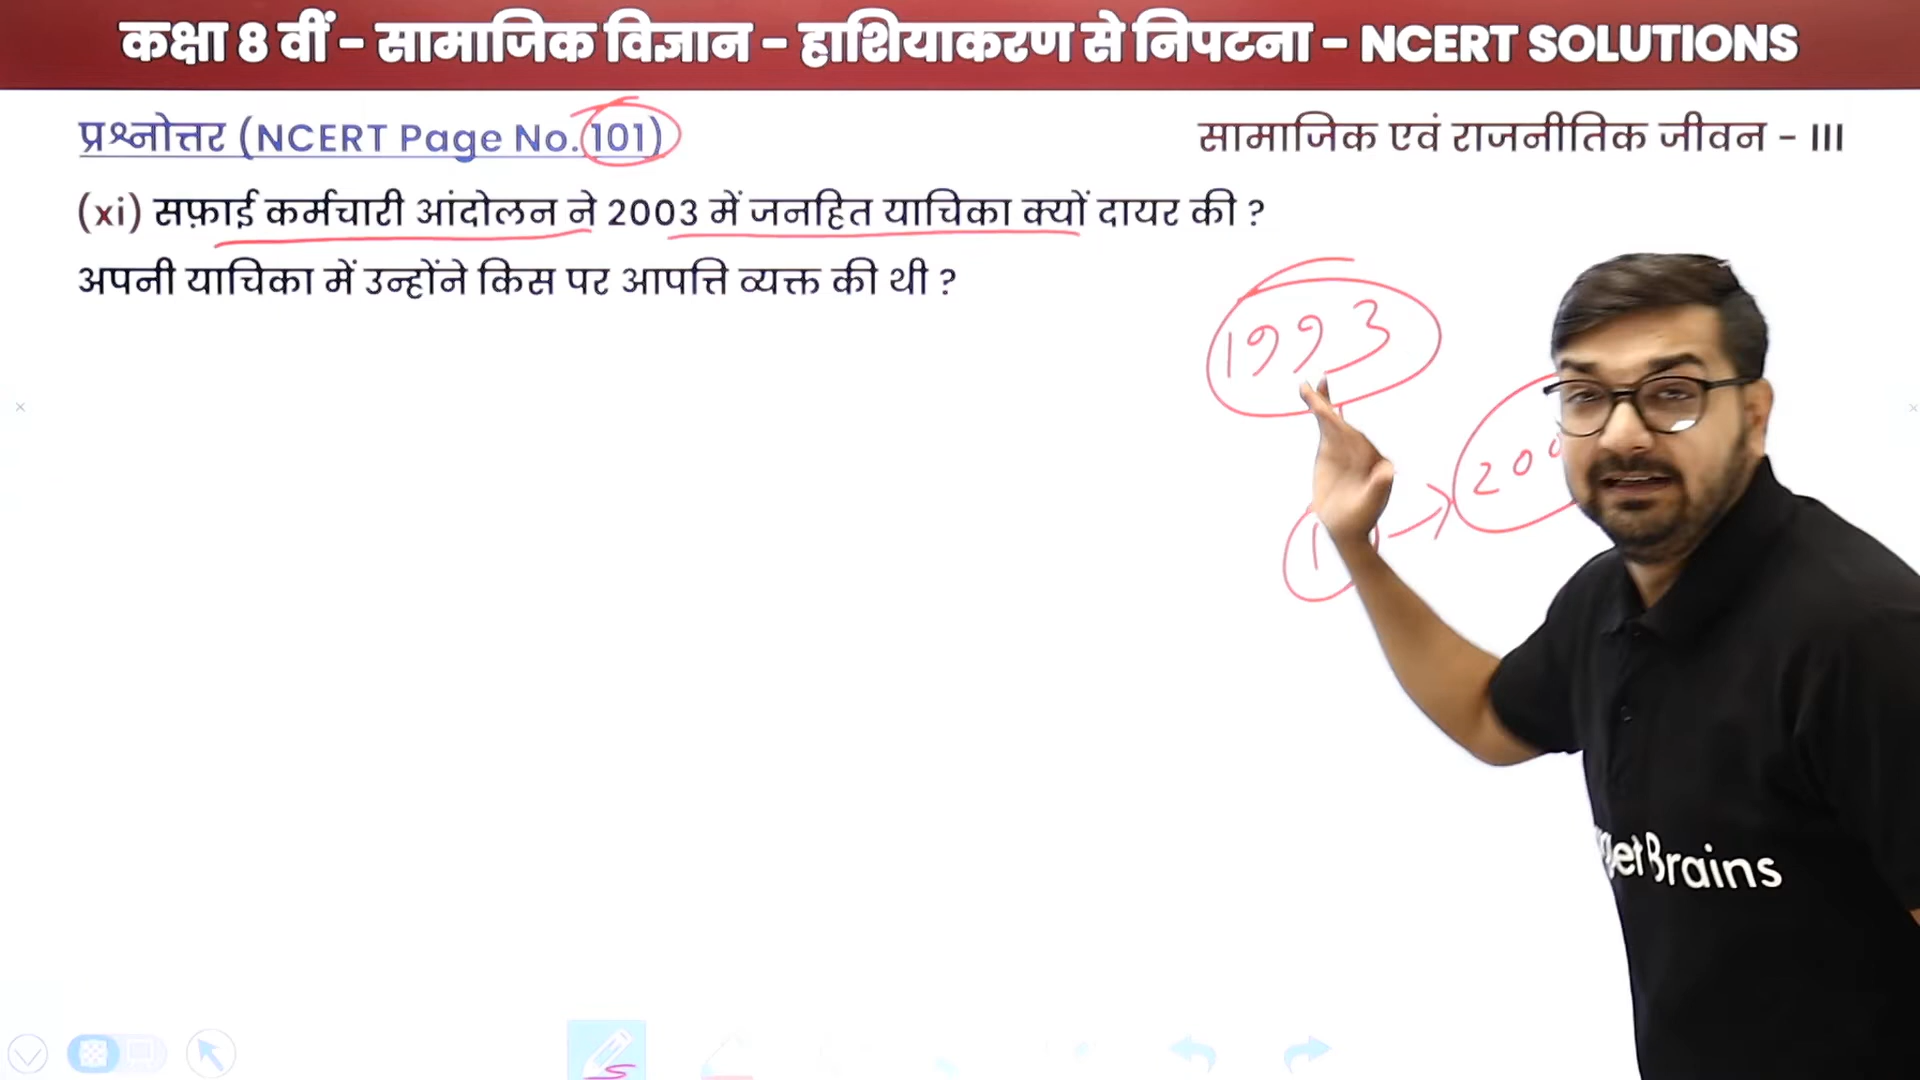 कक्षा 8 वीं - सामाजिक विज्ञान - हाशियाकरण से निपटना - NCERT SOLUTIONS
प्रश्नोत्तर (NCERT Page No. 101)
सामाजिक एवं राजनीतिक जीवन - III
(xi) सफ़ाई कर्मचारी आंदोलन ने 2003 में जनहित याचिका क्यों दायर की ?
अपनी याचिका में उन्होंने किस पर आपत्ति व्यक्त की थी ?
1993
Brains